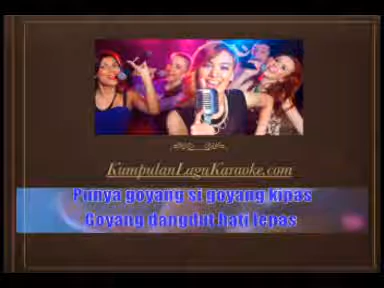 KumpulanLaguKaraoke.com
Punya goyang si goyang kipas
Goyang dangdut hati lepas